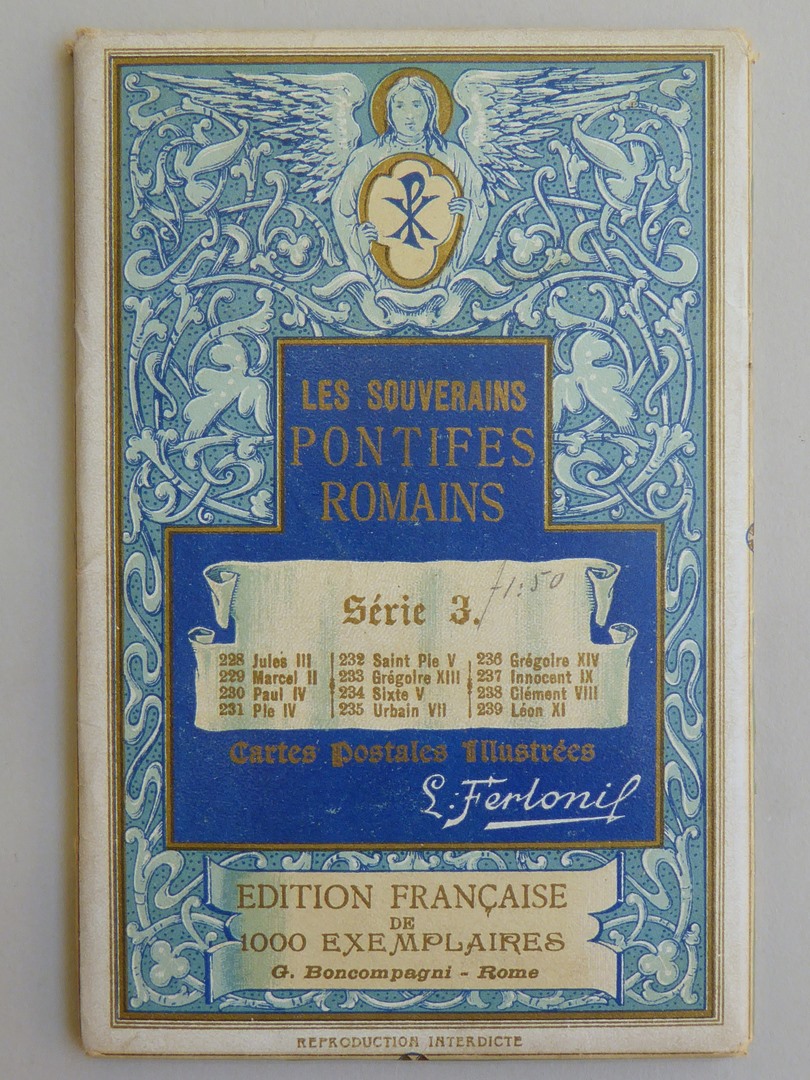 LES SOUVERAINS
PONTIFES
ROMAINS
Série 3. f1:50
228 Jules III
229 Marcel II
230 Paul IV
231 Pie IV
232 Saint Pie V
233 Grégoire XIII
234 Sixte V
235 Urbain VII
236 Grégoire XIV
237 Innocent IX
238 Clément VIII
239 Léon XI
Cartes Postales Illustrées
L. Ferloni
EDITION FRANÇAISE
DE
1000 EXEMPLAIRES
G. Boncompagni - Rome
REPRODUCTION INTERDICTE